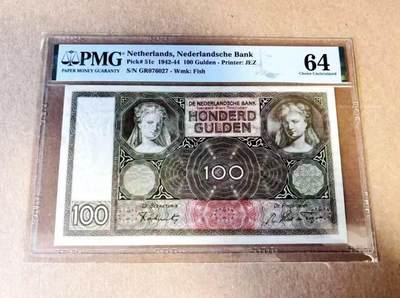 PMG
PAPER MONEY GUARANTY
Netherlands, Nederlandsche Bank
Pick# 51c 1942-44 100 Gulden - Printer: JEZ
S/N GR076027 - Wmk: Fish
64
Choice Uncirculated
DE NEDERLANDSCHE BANK
HONDERD
GULDEN
100
100